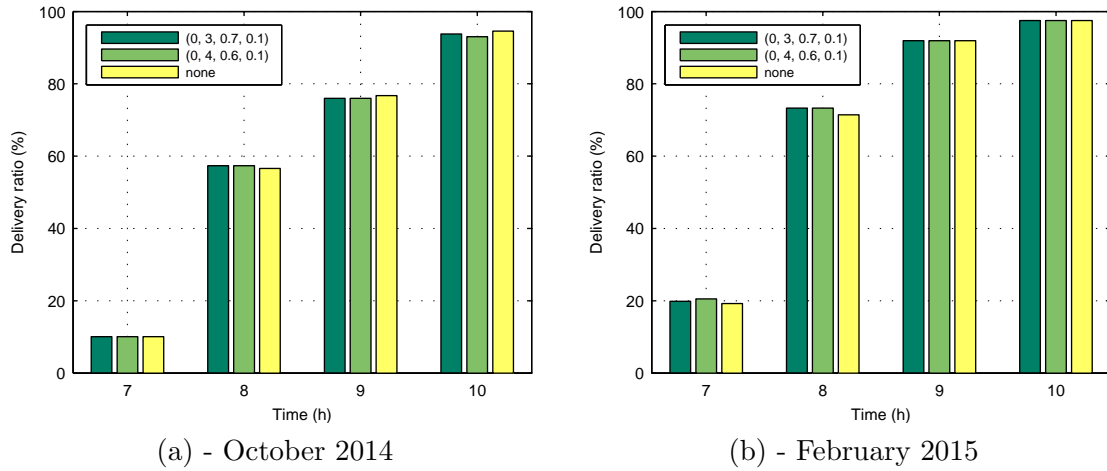 100
80
60
40
20
0
Delivery ratio (%)
(0, 3, 0.7, 0.1)
(0, 4, 0.6, 0.1)
none
7 8 9 10
Time (h)
(a) - October 2014
100
80
60
40
20
0
Delivery ratio (%)
(0, 3, 0.7, 0.1)
(0, 4, 0.6, 0.1)
none
7 8 9 10
Time (h)
(b) - February 2015